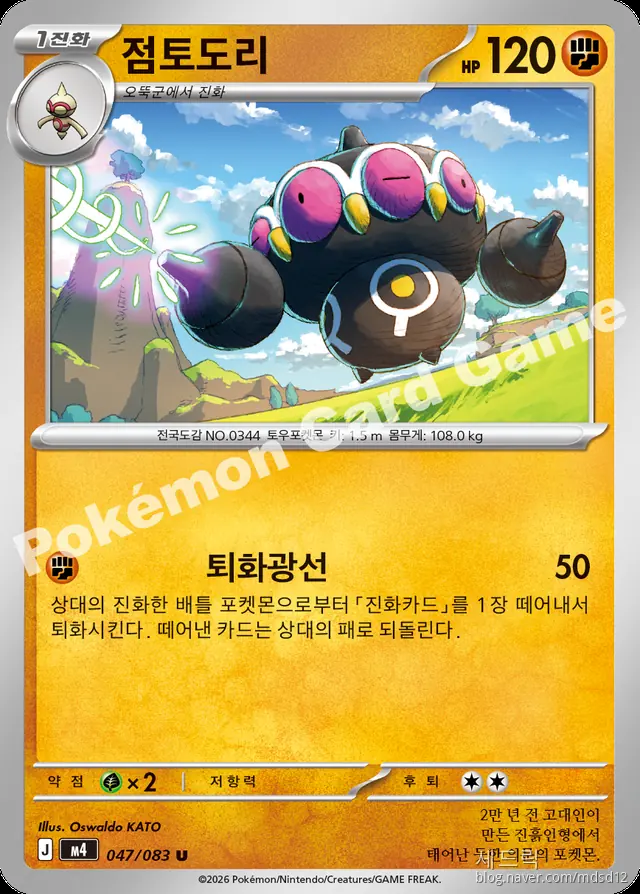 1진화
점토도리
HP 120
오뚝군에서 진화
Pokémon Card Game
전국도감 NO.0344 토우포켓몬 키: 1.5 m 몸무게: 108.0 kg
퇴화광선 50
상대의 진화한 배틀 포켓몬으로부터 「진화카드」를 1장 떼어내서
퇴화시킨다. 떼어낸 카드는 상대의 패로 되돌린다.
약점 ×2 저항력 후퇴
Illus. Oswaldo KATO
J m4 047/083 U
2만 년 전 고대인이
만든 진흙인형에서
태어난 의 포켓몬.
체드릭
blog.naver.com/mdsd12
©2026 Pokémon/Nintendo/Creatures/GAME FREAK.